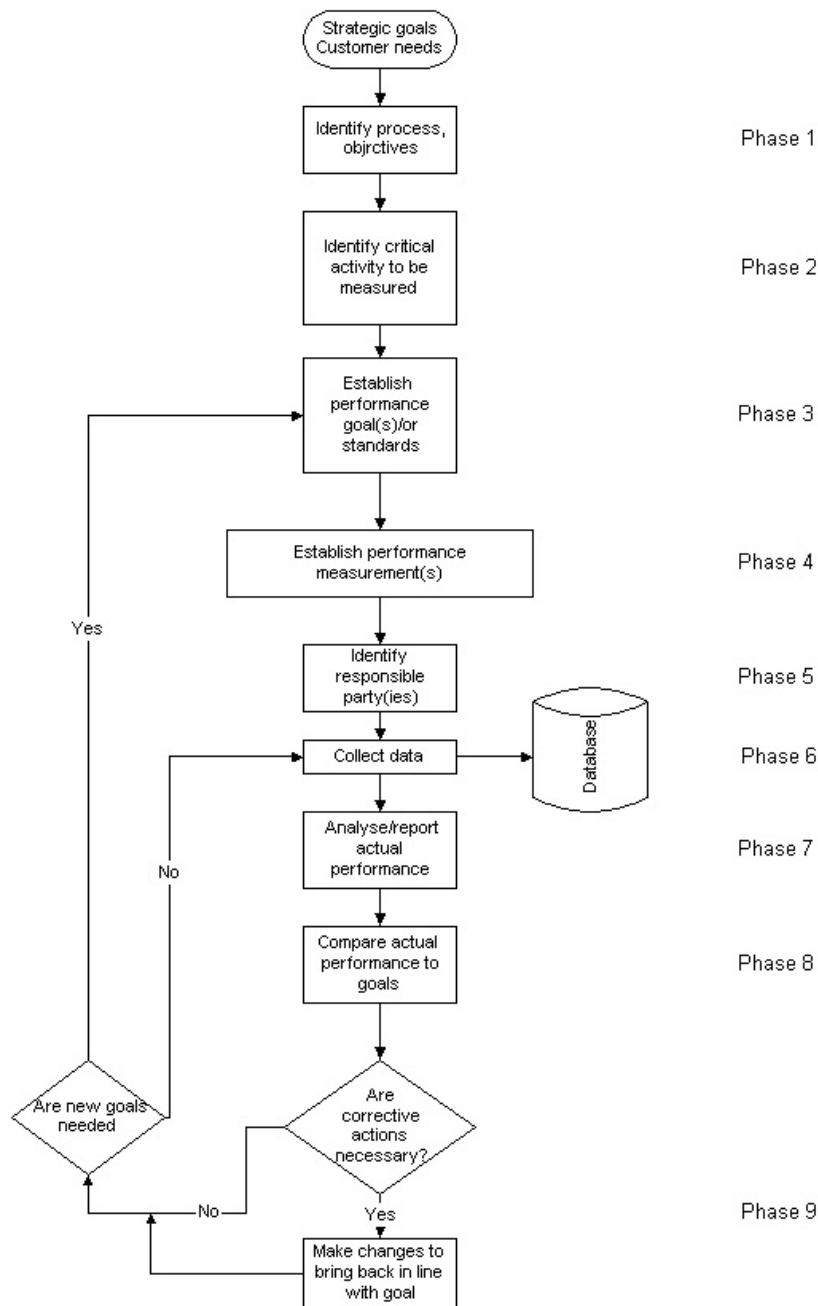 Strategic goals
Customer needs
Identify process,
objrctives
Phase 1
Identify critical
activity to be
measured
Phase 2
Establish
performance
goal(s)/or
standards
Phase 3
Establish performance
measurement(s)
Phase 4
Yes
Identify
responsible
party(ies)
Phase 5
Collect data
Database
Phase 6
Analyse/report
actual
performance
Phase 7
No
Compare actual
performance to
goals
Phase 8
Are new goals
needed
Are
corrective
actions
necessary?
No
Yes
Phase 9
Make changes to
bring back in line
with goal